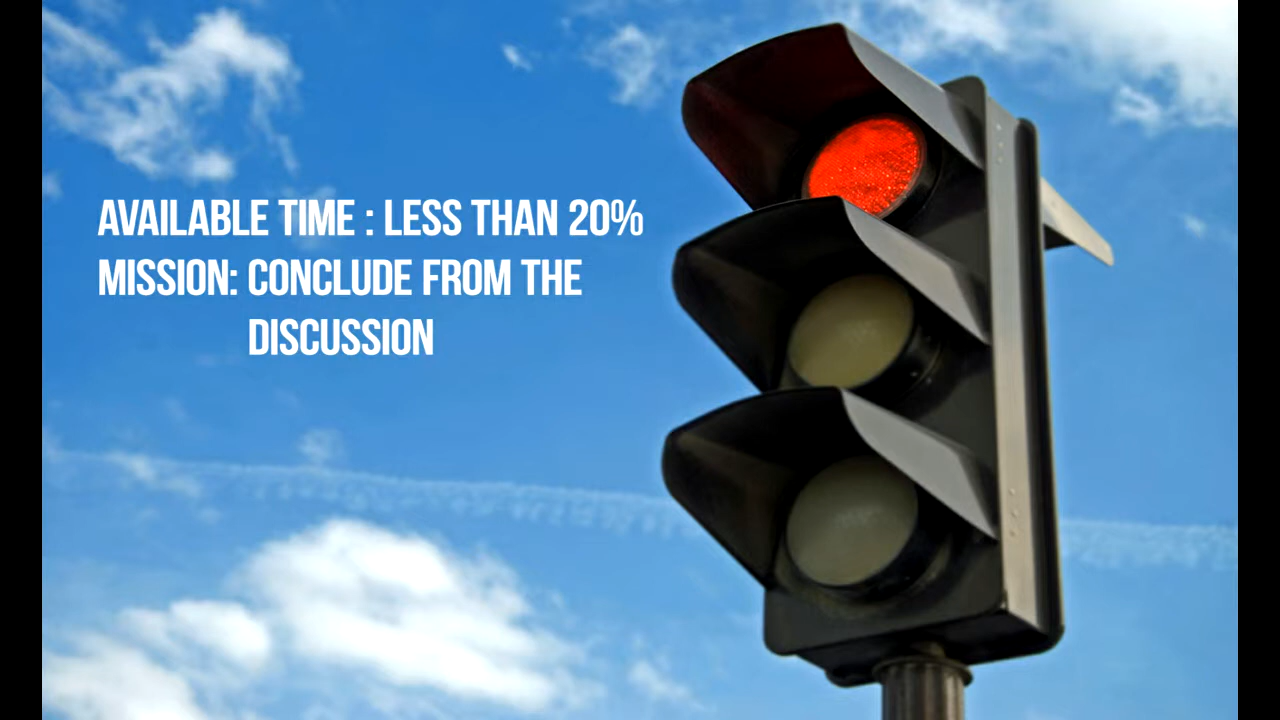 AVAILABLE TIME : LESS THAN 20%
MISSION: CONCLUDE FROM THE
DISCUSSION